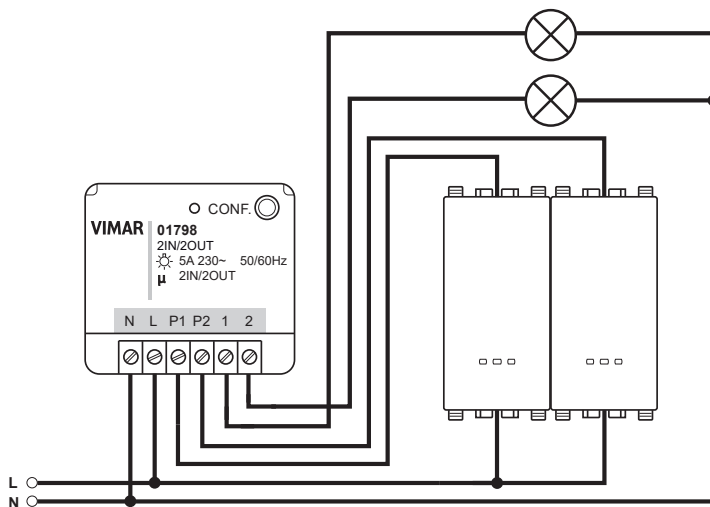 CONF.
VIMAR 01798
2IN/2OUT
5A 230~ 50/60Hz
µ 2IN/2OUT
N L P1 P2 1 2
L
N